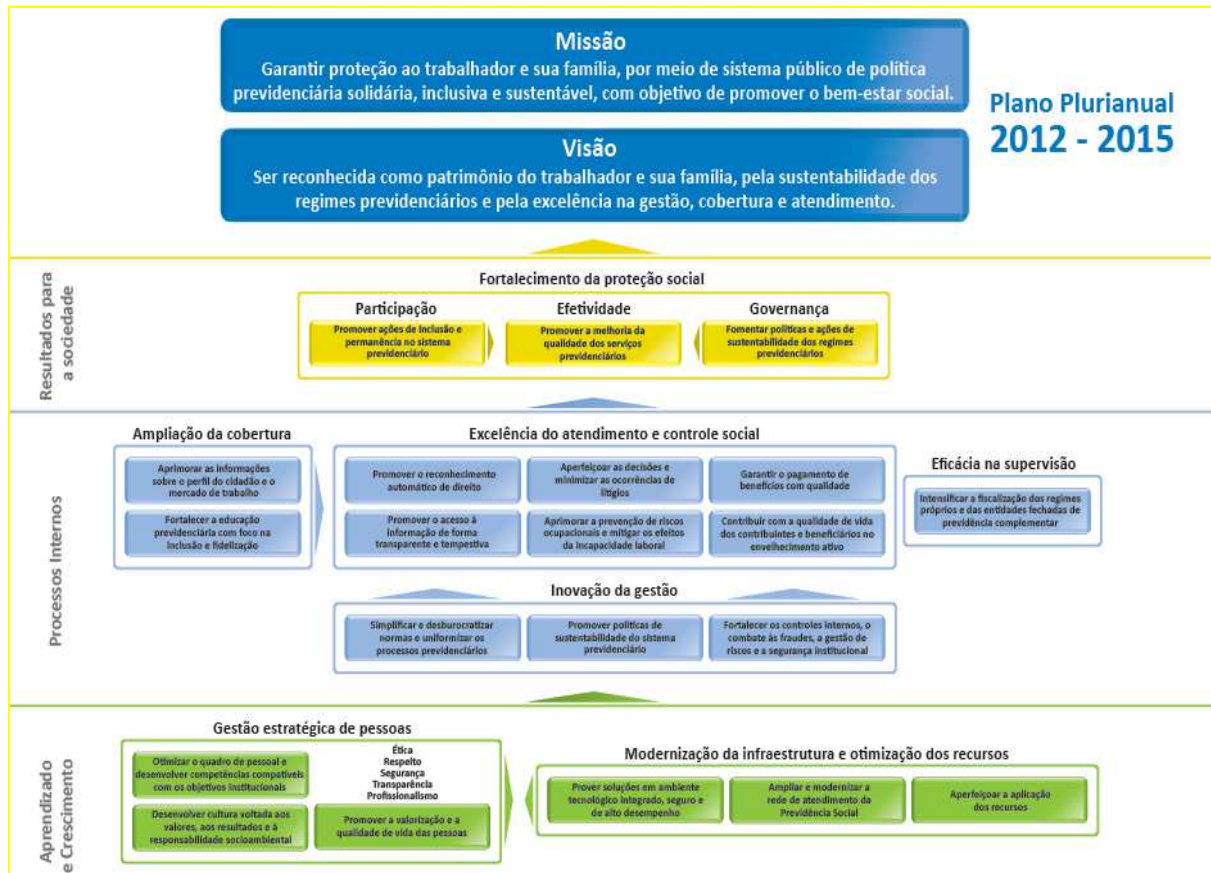 Missão
Garantir proteção ao trabalhador e sua família, por meio de sistema público de política
previdenciária solidária, inclusiva e sustentável, com objetivo de promover o bem-estar social.
Plano Plurianual
2012 - 2015
Visão
Ser reconhecida como patrimônio do trabalhador e sua família, pela sustentabilidade dos
regimes previdenciários e pela excelência na gestão, cobertura e atendimento.
Resultados para
a sociedade
Fortalecimento da proteção social
Participação
Promover ações de inclusão e
permanência no sistema
previdenciário
Efetividade
Promover a melhoria da
qualidade dos serviços
previdenciários
Governança
Fomentar políticas e ações de
sustentabilidade dos regimes
previdenciários
Processos Internos
Ampliação da cobertura
Aprimorar as informações
sobre o perfil do cidadão e o
mercado de trabalho
Fortalecer a educação
previdenciária com foco na
inclusão e fidelização
Excelência do atendimento e controle social
Promover o reconhecimento
automático de direito
Aperfeiçoar as decisões e
minimizar as ocorrências de
litígios
Garantir o pagamento de
benefícios com qualidade
Promover o acesso à
informação de forma
transparente e tempestiva
Aprimorar a prevenção de riscos
ocupacionais e mitigar os efeitos
da incapacidade laboral
Contribuir com a qualidade de vida
dos contribuintes e beneficiários no
envelhecimento ativo
Eficácia na supervisão
Intensificar a fiscalização dos regimes
próprios e das entidades fechadas de
previdência complementar
Inovação da gestão
Simplificar e desburocratizar
normas e uniformizar os
processos previdenciários
Promover políticas de
sustentabilidade do sistema
previdenciário
Fortalecer os controles internos, o
combate às fraudes, a gestão de
riscos e a segurança institucional
Aprendizado
e Crescimento
Gestão estratégica de pessoas
Otimizar o quadro de pessoal e
desenvolver competências compatíveis
com os objetivos institucionais
Ética
Respeito
Segurança
Transparência
Profissionalismo
Desenvolver cultura voltada aos
valores, aos resultados e à
responsabilidade socioambiental
Promover a valorização e a
qualidade de vida das pessoas
Modernização da infraestrutura e otimização dos recursos
Prover soluções em ambiente
tecnológico integrado, seguro e
de alto desempenho
Ampliar e modernizar a
rede de atendimento da
Previdência Social
Aperfeiçoar a aplicação
dos recursos